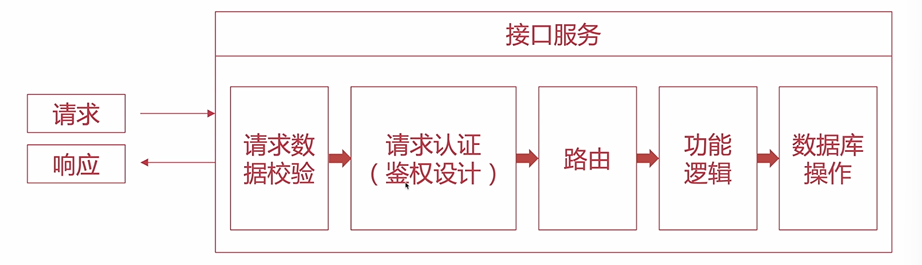 接口服务
请求
响应
请求数
据校验
请求认证
（鉴权设计）
路由
功能
逻辑
数据库
操作